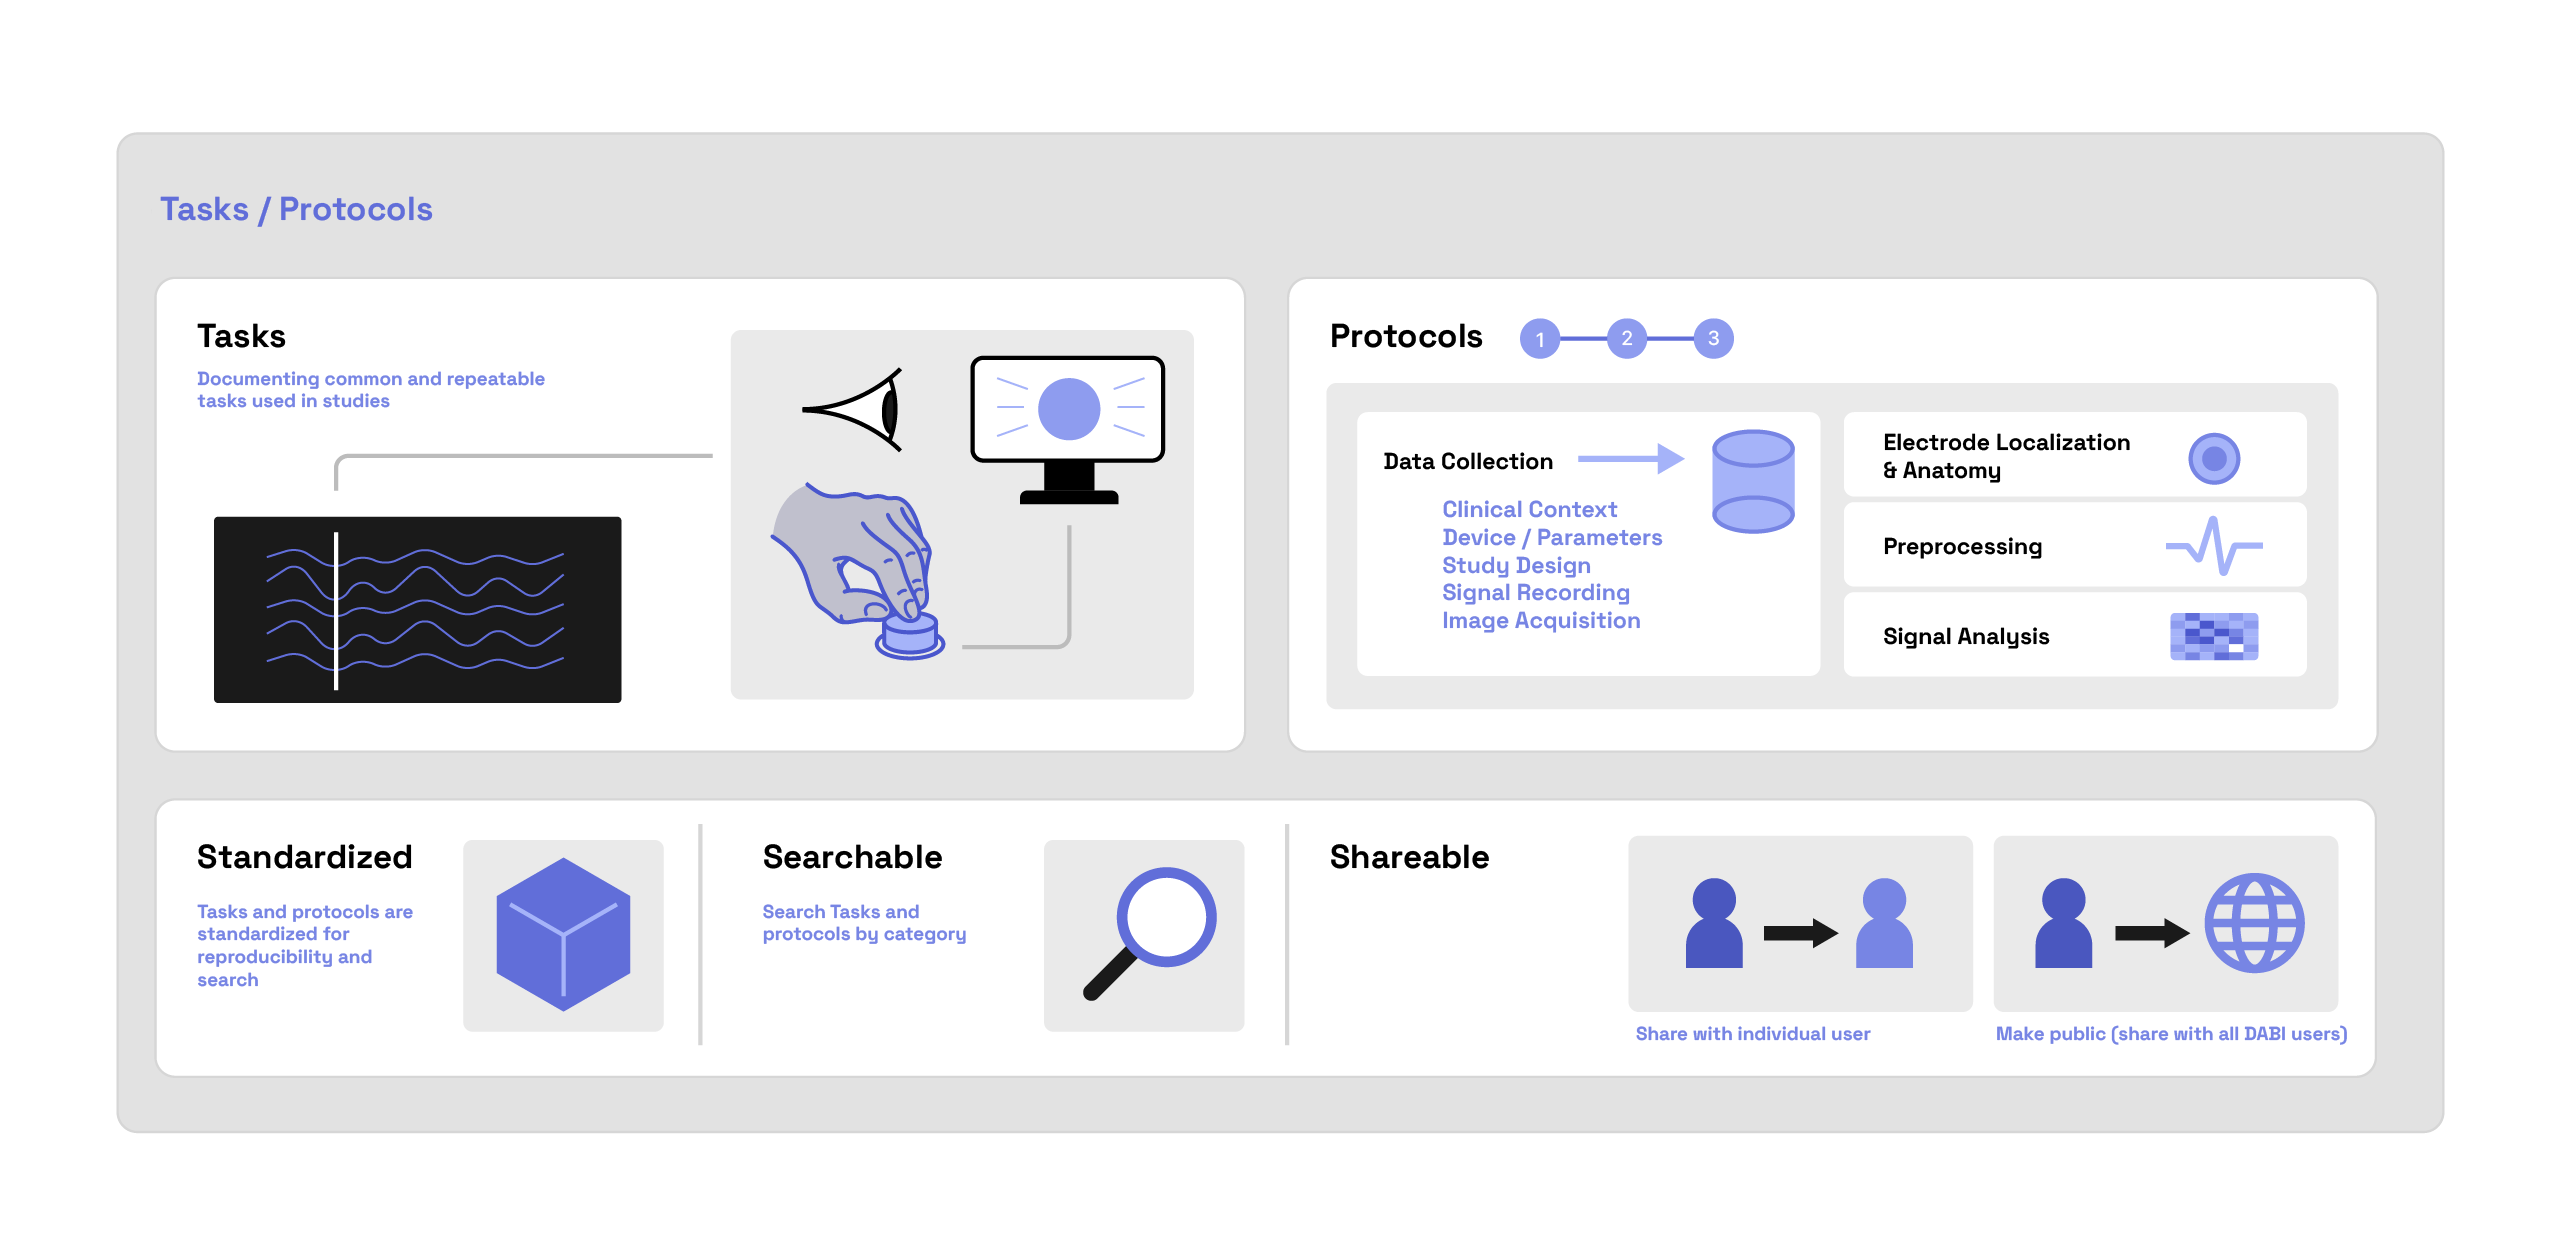 Tasks / Protocols
Tasks
Documenting common and repeatable
tasks used in studies
Protocols
1
2
3
Data Collection
Clinical Context
Device / Parameters
Study Design
Signal Recording
Image Acquisition
Electrode Localization
& Anatomy
Preprocessing
Signal Analysis
Standardized
Tasks and protocols are
standardized for
reproducibility and
search
Searchable
Search Tasks and
protocols by category
Shareable
Share with individual user
Make public (share with all DABI users)